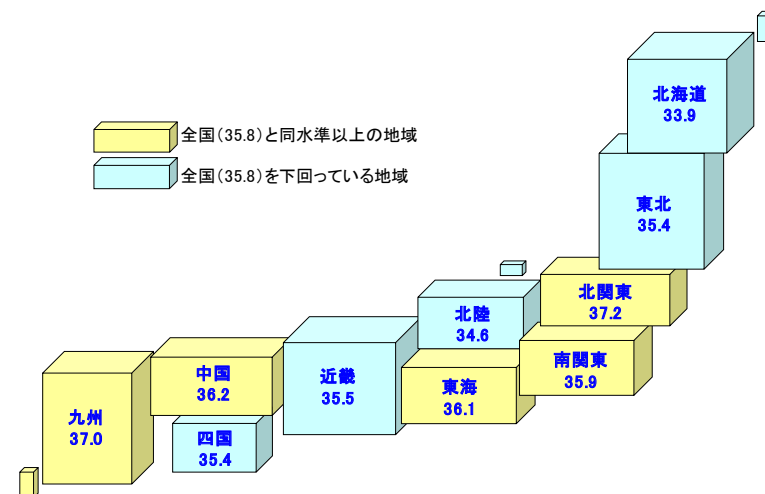 北海道
33.9
全国(35.8)と同水準以上の地域
全国(35.8)を下回っている地域
東北
35.4
北関東
37.2
北陸
34.6
南関東
35.9
中国
36.2
近畿
35.5
東海
36.1
九州
37.0
四国
35.4